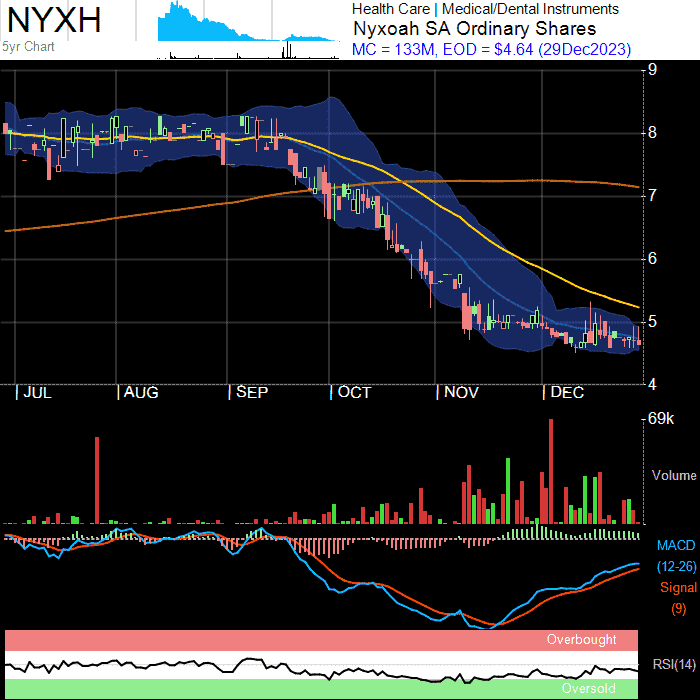 NYXH
Health Care | Medical/Dental Instruments
Nyxoah SA Ordinary Shares
5yr Chart
MC = 133M, EOD = $4.64 (29Dec2023)
9
8
7
6
5
4
|JUL |AUG |SEP |OCT |NOV |DEC
69k
Volume
MACD
(12-26)
Signal
(9)
Overbought
RSI(14)
Oversold